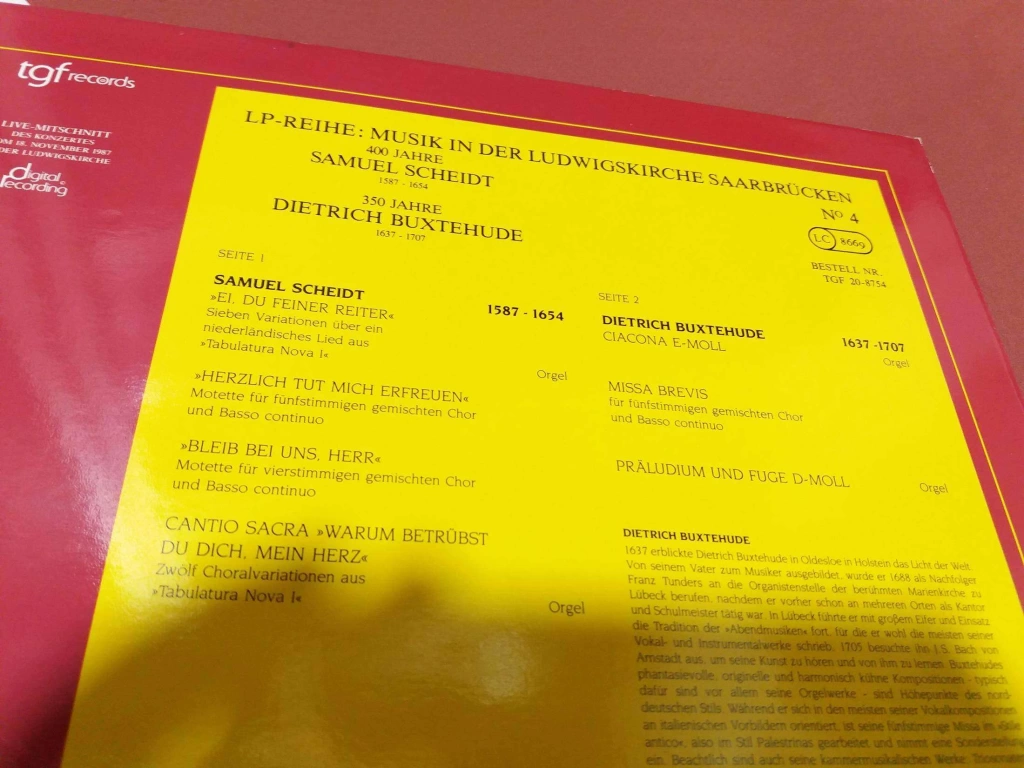 tgf records
LIVE-MITSCHNITT
DES KONZERTES
18. NOVEMBER 1987
DER LUDWIGSKIRCHE
digital
recording
LP-REIHE: MUSIK IN DER LUDWIGSKIRCHE SAARBRÜCKEN
400 JAHRE
SAMUEL SCHEIDT
1587 - 1654
350 JAHRE
DIETRICH BUXTEHUDE
1637 - 1707
Nº 4
LC 8669
BESTELL NR.
TGF 20-8754
SEITE 1
SAMUEL SCHEIDT
1587 - 1654
»EI, DU FEINER REITER«
Sieben Variationen über ein
niederländisches Lied aus
»Tabulatura Nova I«
Orgel
»HERZLICH TUT MICH ERFREUEN«
Motette für fünfstimmigen gemischten Chor
und Basso continuo
»BLEIB BEI UNS, HERR«
Motette für vierstimmigen gemischten Chor
und Basso continuo
CANTIO SACRA »WARUM BETRÜBST
DU DICH, MEIN HERZ«
Zwölf Choralvariationen aus
»Tabulatura Nova I«
Orgel
SEITE 2
DIETRICH BUXTEHUDE
1637 -1707
CIACONA E-MOLL
Orgel
MISSA BREVIS
für fünfstimmigen gemischten Chor
und Basso continuo
PRÄLUDIUM UND FUGE D-MOLL
Orgel
DIETRICH BUXTEHUDE
1637 erblickte Dietrich Buxtehude in Oldesloe in Holstein das Licht der Welt.
Von seinem Vater zum Musiker ausgebildet, wurde er 1688 als Nachfolger
Franz Tunders an die Organistenstelle der berühmten Marienkirche zu
Lübeck berufen, nachdem er vorher schon an mehreren Orten als Kantor
und Schulmeister tätig war. In Lübeck führte er mit großem Eifer und Einsatz
die Tradition der »Abendmusiken« fort, für die er wohl die meisten seiner
Vokal- und Instrumentalwerke schrieb. 1705 besuchte ihn J.S. Bach von
Arnstadt aus, um seine Kunst zu hören und von ihm zu lernen. Buxtehudes
phantasievolle, originelle und harmonisch kühne Kompositionen - typisch
dafür sind vor allem seine Orgelwerke - sind Höhepunkte des nord-
deutschen Stils. Während er sich in den meisten seiner Vokalkompositionen
an italienischen Vorbildern orientiert, ist seine fünfstimmige Missa im »Stile
antico«, also im Stil Palestrinas gearbeitet und nimmt eine Sonderstellung
ein. Beachtlich sind auch seine kammermusikalischen Werke: